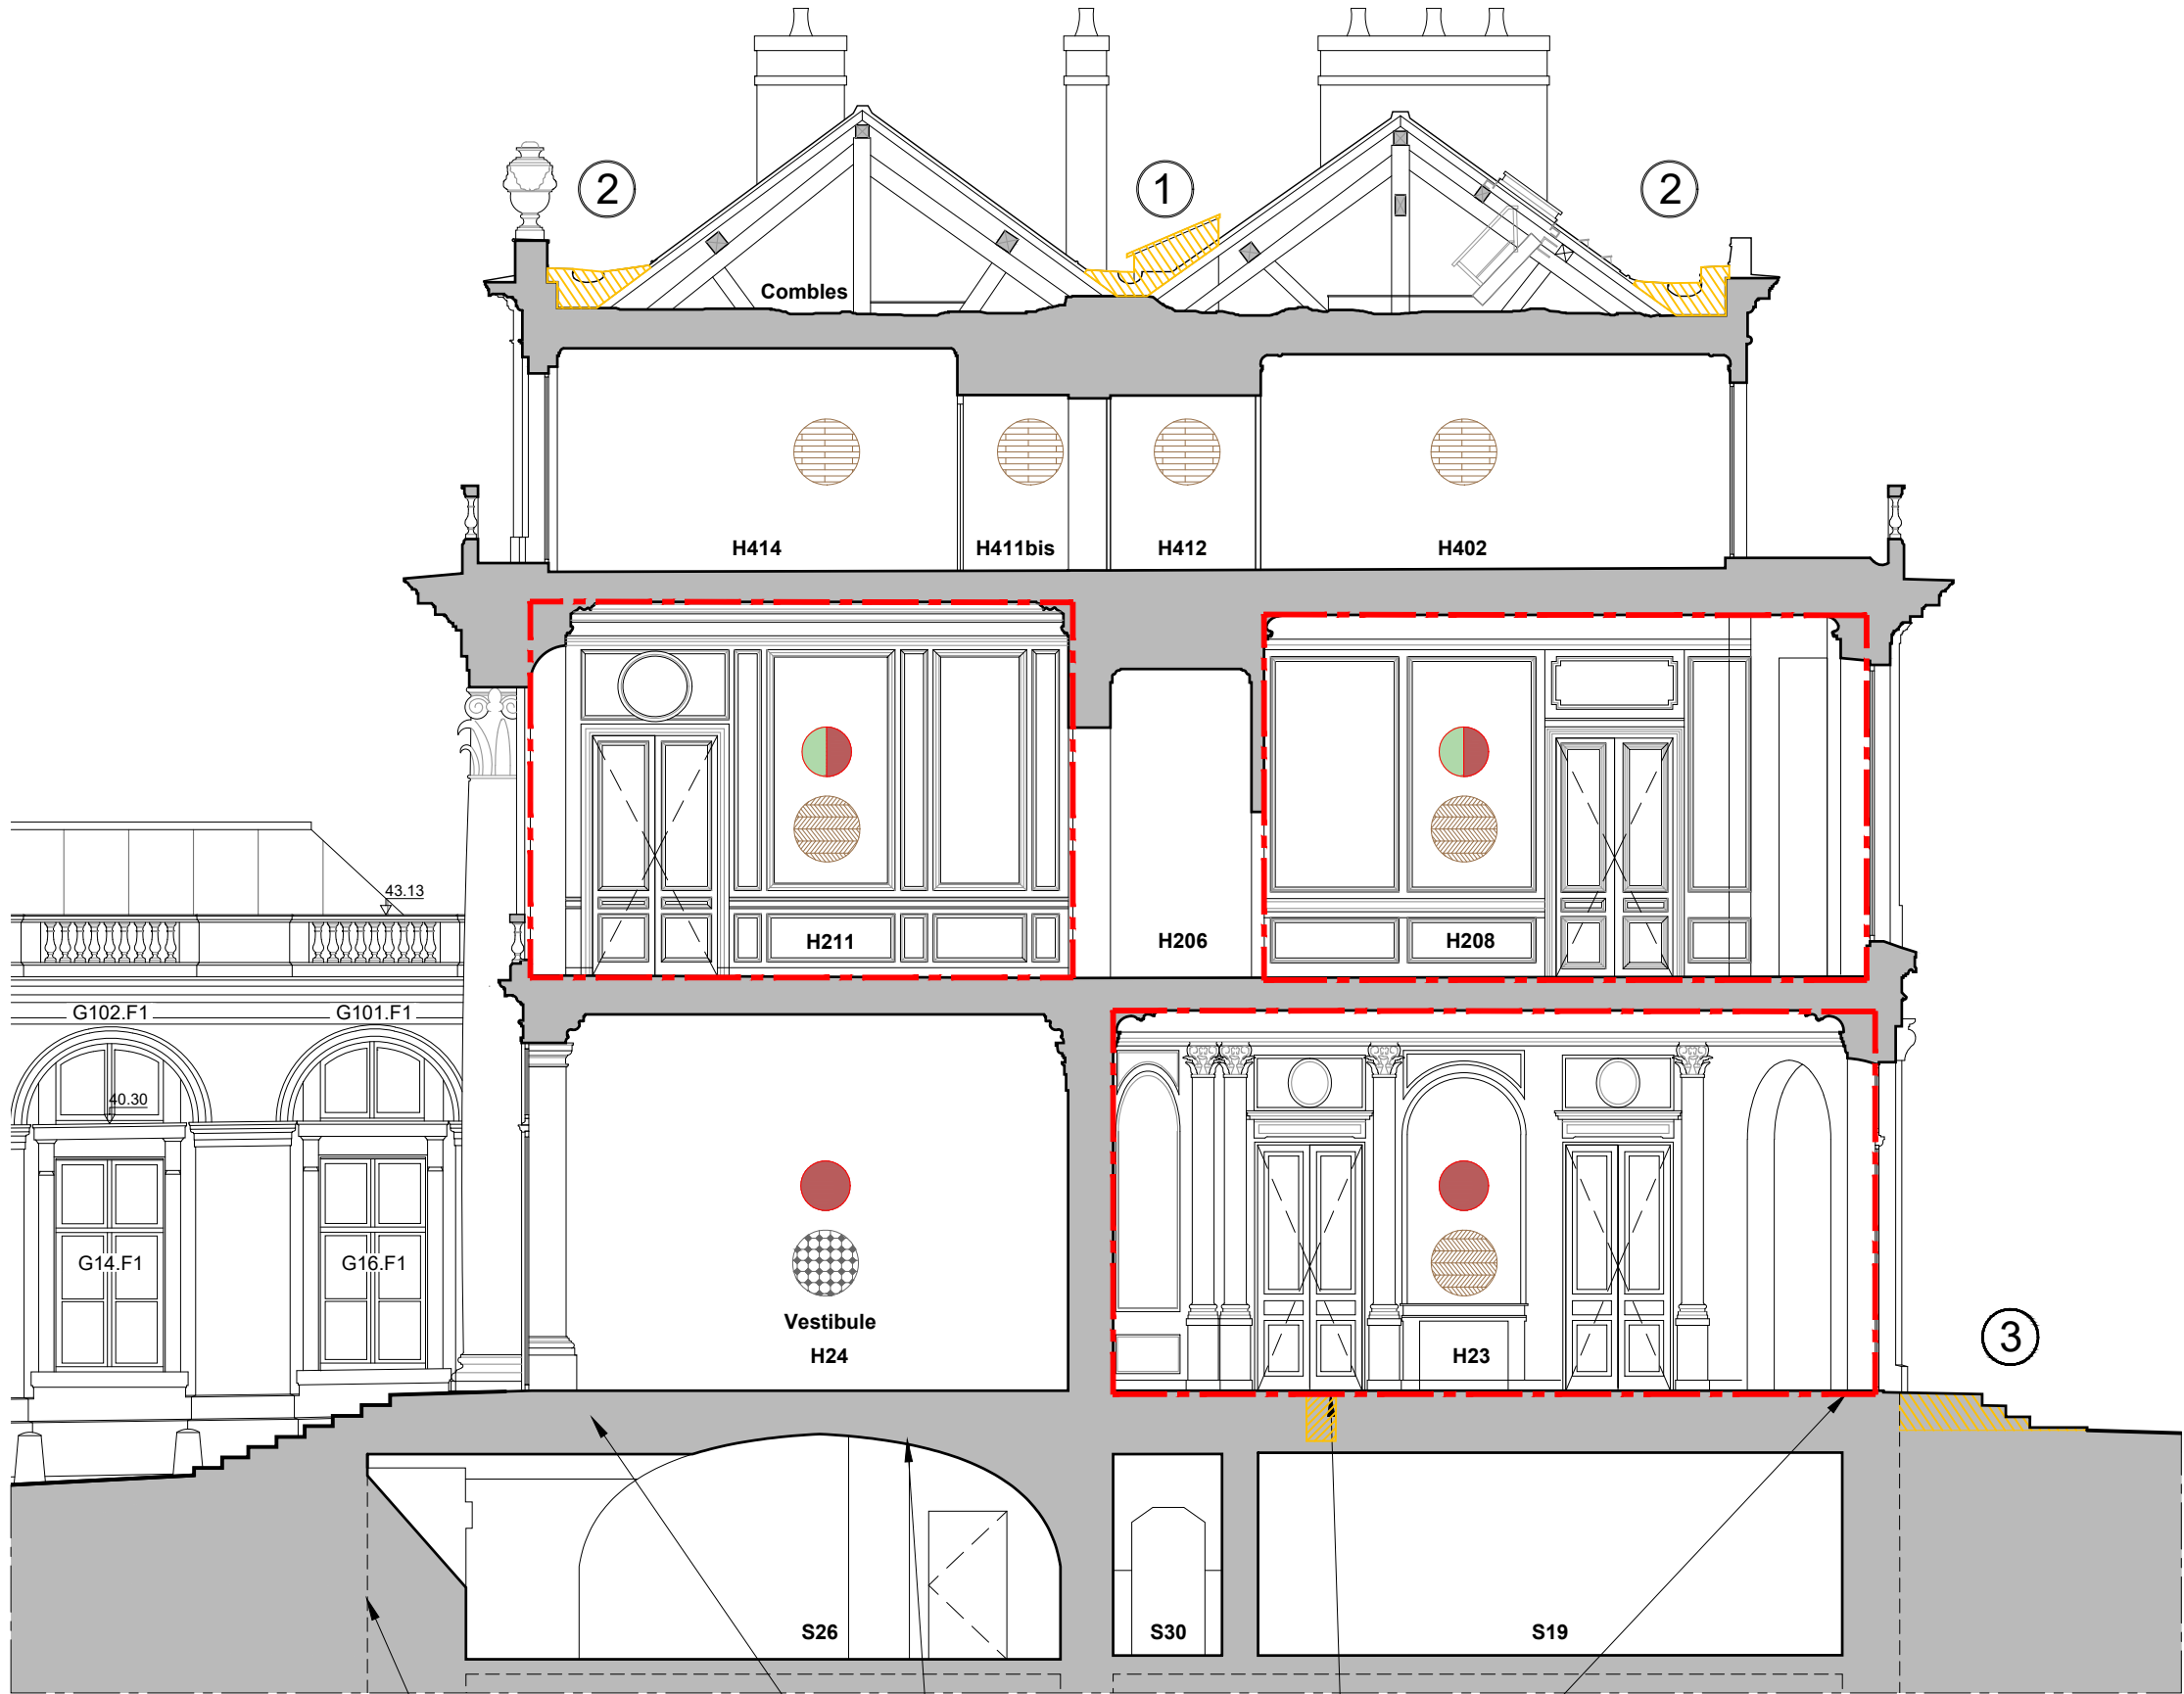 2
1
2
Combles
H414
H411bis
H412
H402
43.13
H211
H206
H208
G102.F1
G101.F1
40.30
G14.F1
G16.F1
Vestibule
H24
H23
3
S26
S30
S19